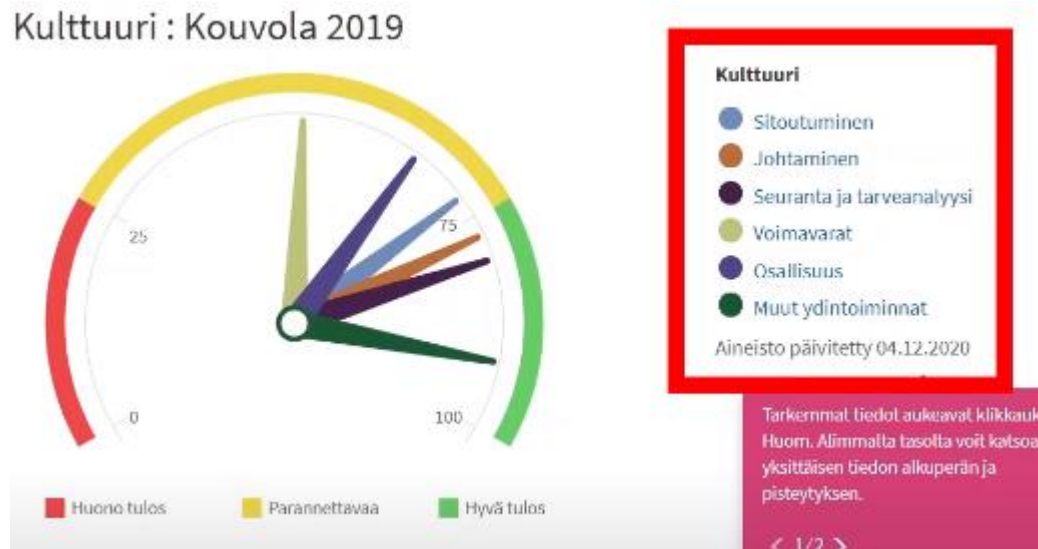 Kulttuuri : Kouvola 2019
25
75
0
100
Huono tulos
Parannettavaa
Hyvä tulos
Kulttuuri
Sitoutuminen
Johtaminen
Seuranta ja tarveanalyysi
Voimavarat
Osallisuus
Muut ydintoiminnat
Aineisto päivitetty 04.12.2020
Tarkemmat tiedot aukeavat klikkauk
Huom. Alimmalta tasolta voit katsoa
yksittäisen tiedon alkuperän ja
pisteytyksen.
< 1/2 >